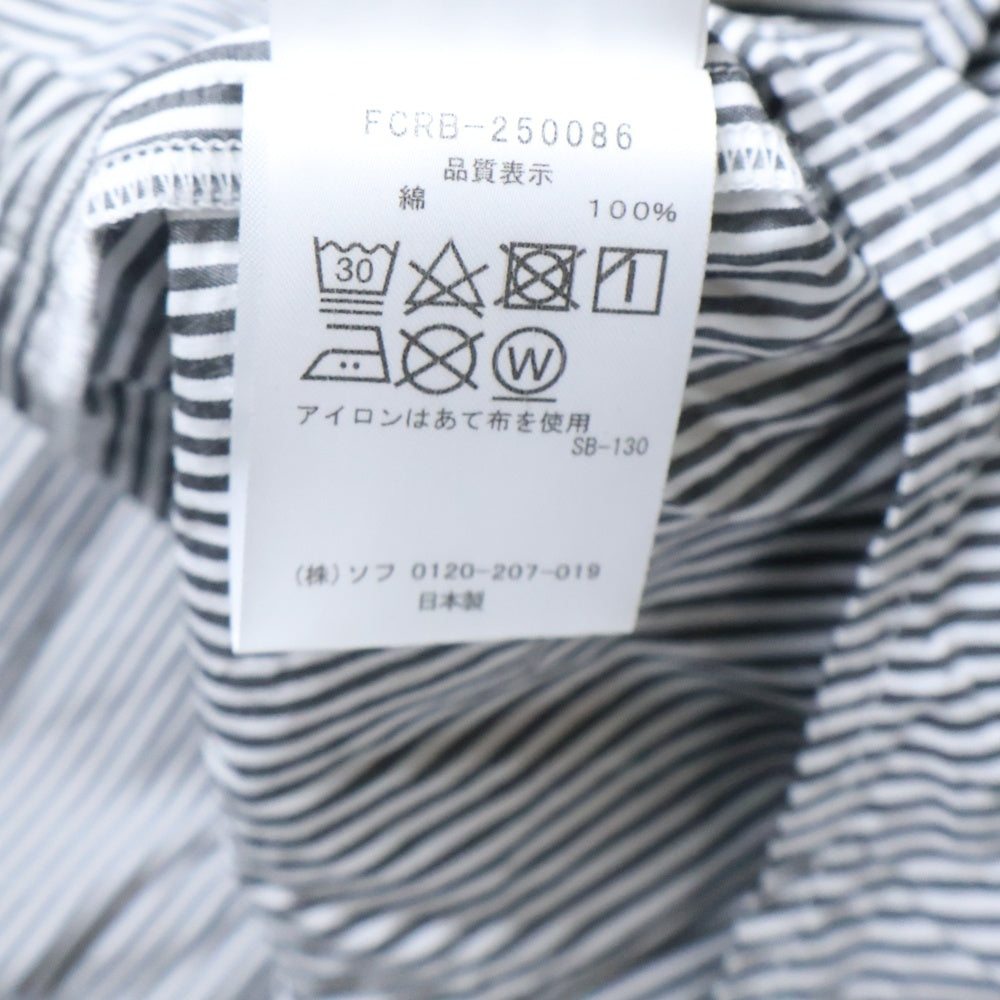 FCRB-250086
品質表示
綿 100%
30
W
アイロンはあて布を使用
SB-130
(株)ソフ 0120-207-019
日本製